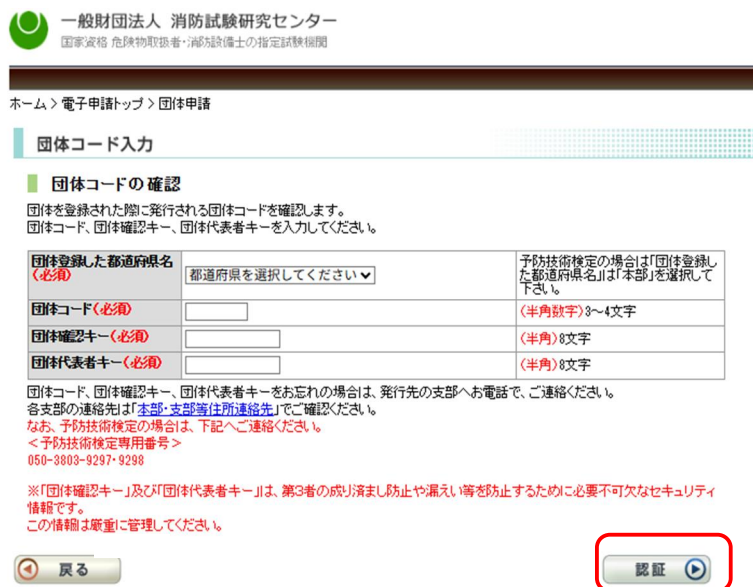 一般財団法人 消防試験研究センター
国家資格 危険物取扱者・消防設備士の指定試験機関
ホーム > 電子申請トップ > 団体申請
団体コード入力
団体コードの確認
団体を登録された際に発行される団体コードを確認します。
団体コード、団体確認キー、団体代表者キーを入力してください。
団体登録した都道府県名
(必須)
都道府県を選択してください
予防技術検定の場合は「団体登録し
た都道府県名」は「本部」を選択して
下さい。
団体コード(必須)
(半角数字)3～4文字
団体確認キー(必須)
(半角)8文字
団体代表者キー(必須)
(半角)8文字
団体コード、団体確認キー、団体代表者キーをお忘れの場合は、発行先の支部へお電話で、ご連絡ください。
各支部の連絡先は「本部・支部等住所連絡先」でご確認ください。
なお、予防技術検定の場合は、下記へご連絡ください。
＜予防技術検定専用番号＞
050-3803-9297・9298
※「団体確認キー」及び「団体代表者キー」は、第3者の成り済まし防止や漏えい等を防止するために必要不可欠なセキュリティ
情報です。
この情報は厳重に管理してください。
戻る
認証